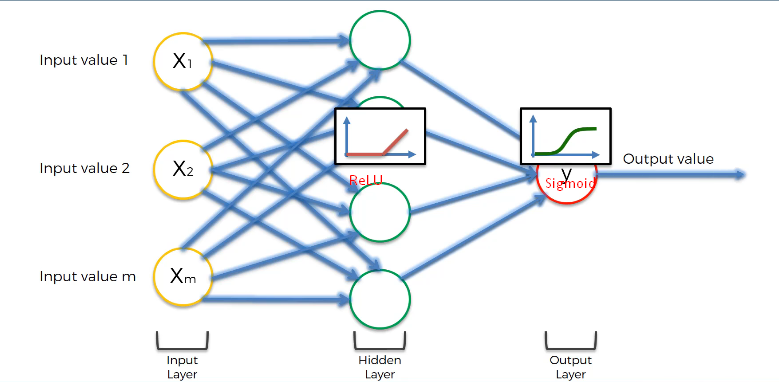 Input value 1
X1
Input value 2
X2
ReLU
y
Sigmoid
Output value
Input value m
Xm
Input
Layer
Hidden
Layer
Output
Layer